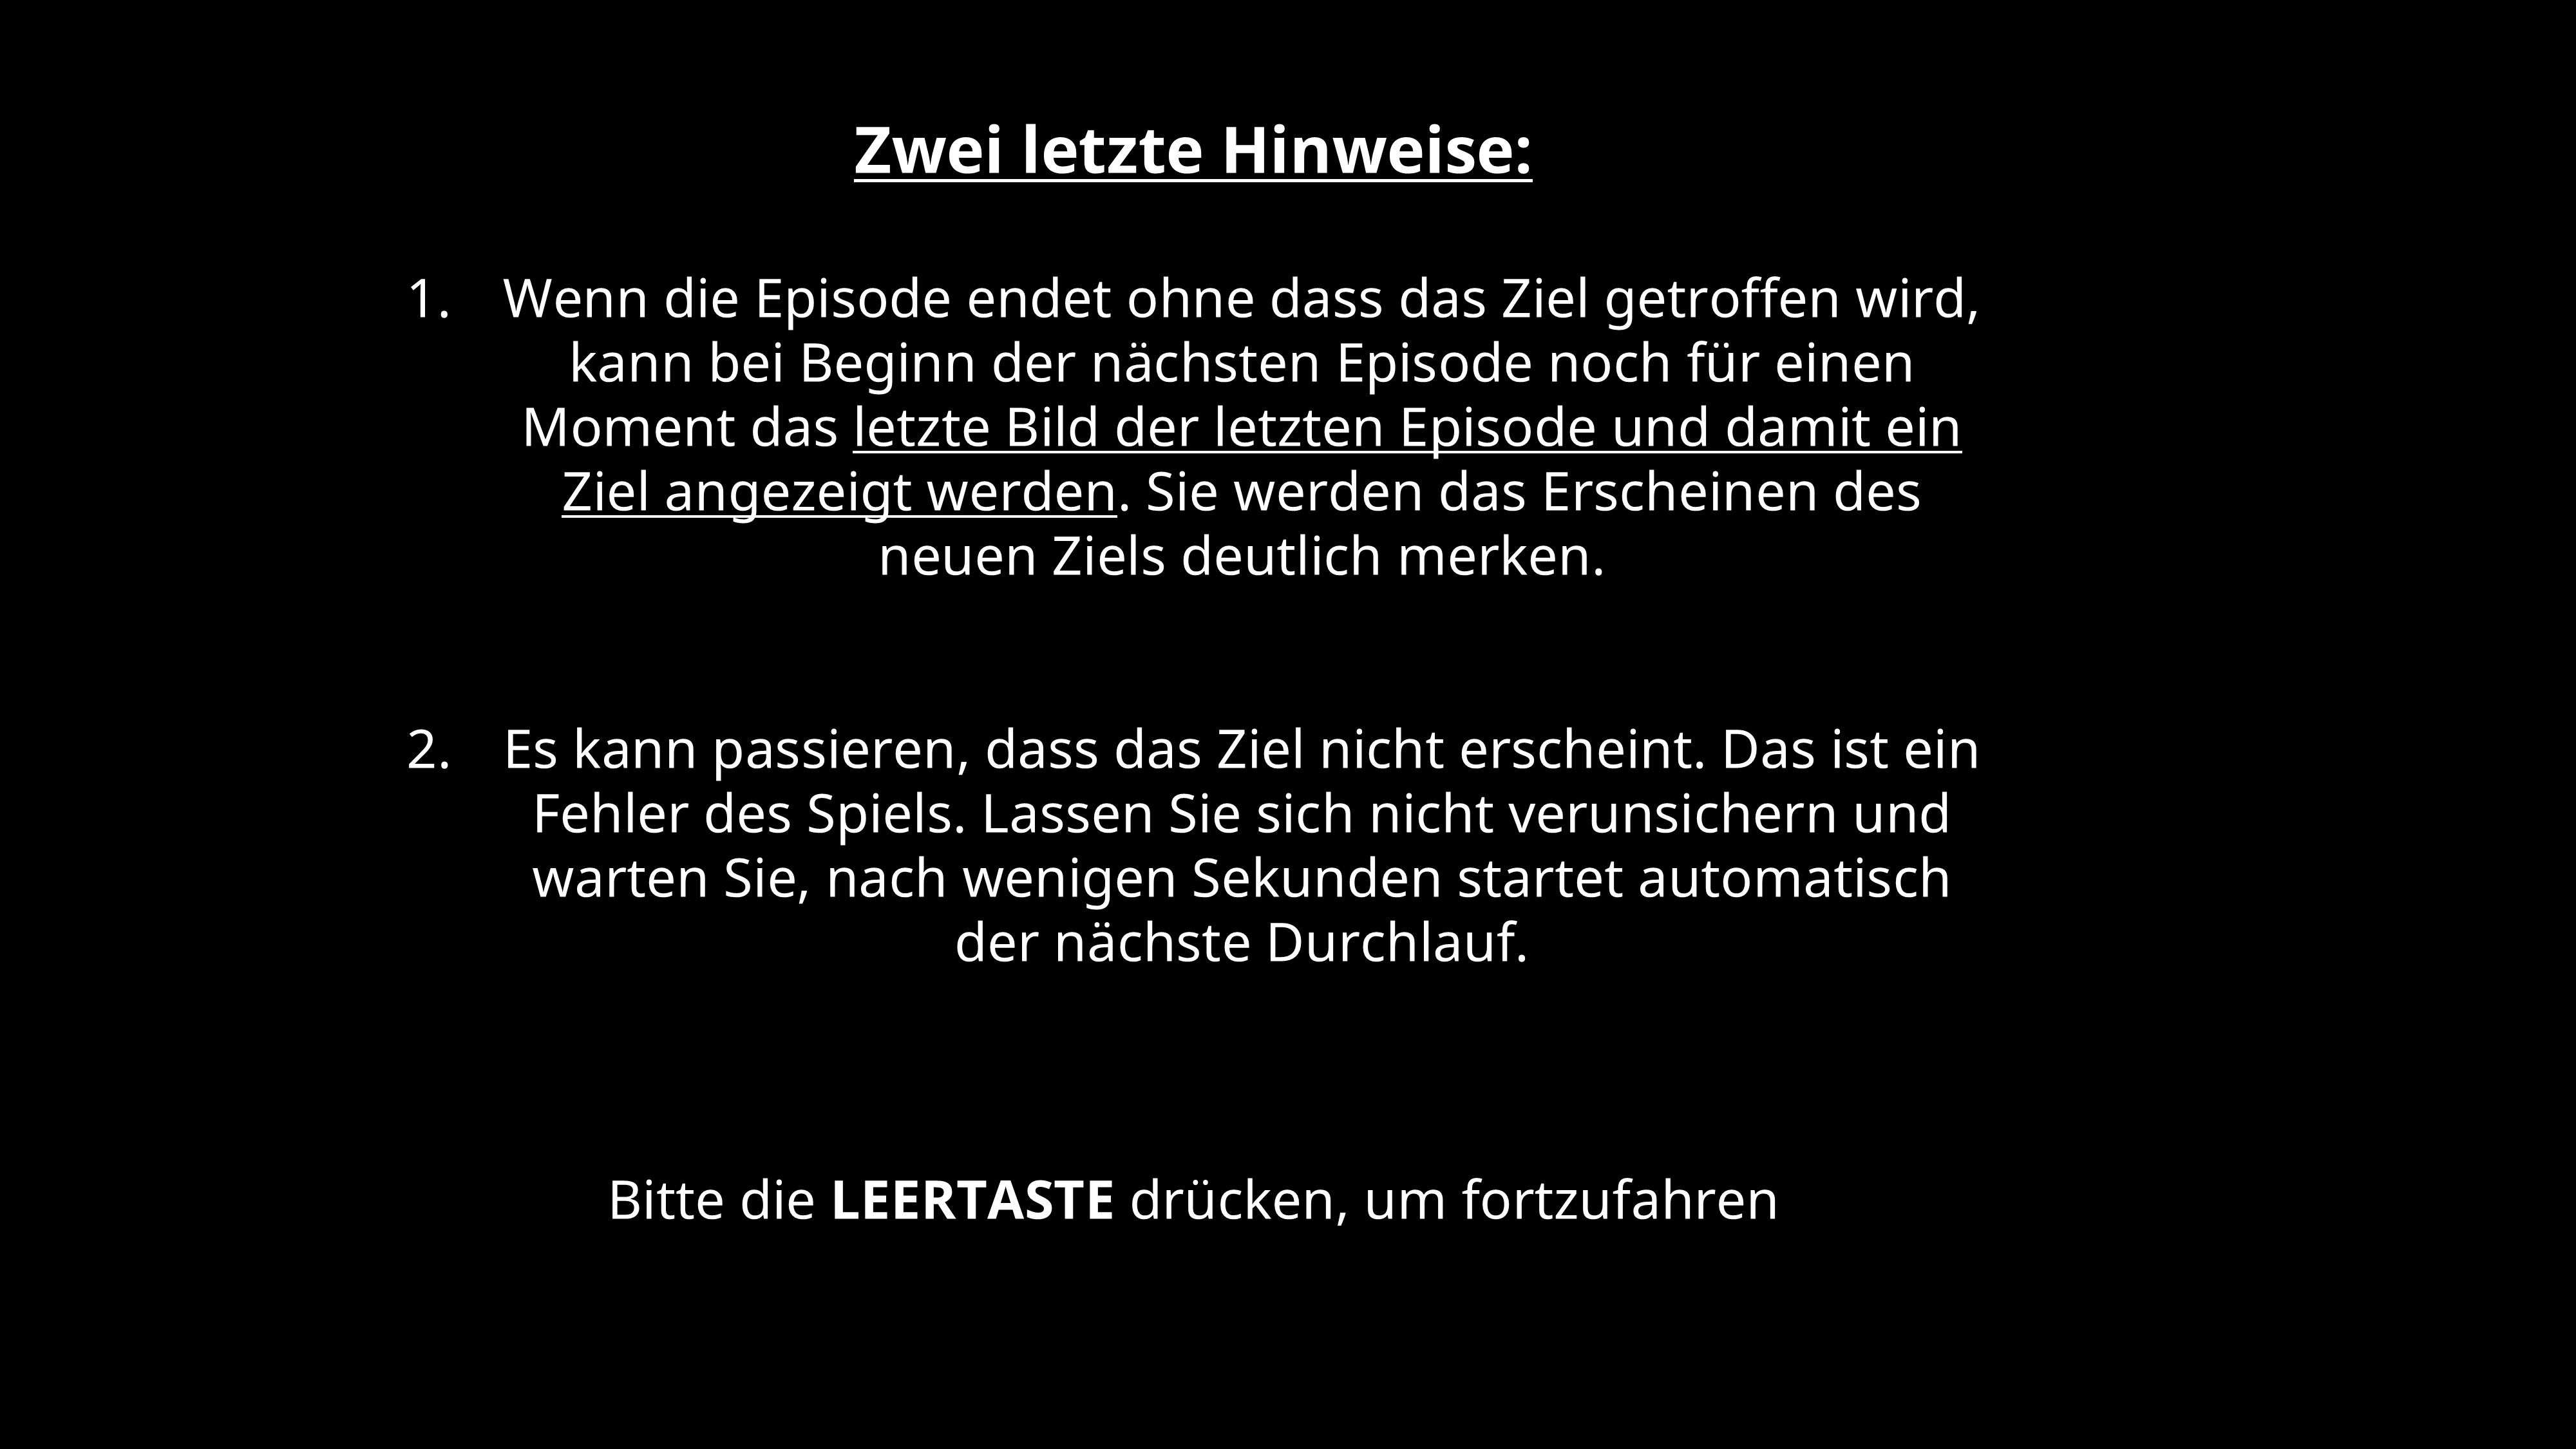 Zwei letzte Hinweise:
1. Wenn die Episode endet ohne dass das Ziel getroffen wird,
kann bei Beginn der nächsten Episode noch für einen
Moment das letzte Bild der letzten Episode und damit ein
Ziel angezeigt werden. Sie werden das Erscheinen des
neuen Ziels deutlich merken.
2. Es kann passieren, dass das Ziel nicht erscheint. Das ist ein
Fehler des Spiels. Lassen Sie sich nicht verunsichern und
warten Sie, nach wenigen Sekunden startet automatisch
der nächste Durchlauf.
Bitte die LEERTASTE drücken, um fortzufahren